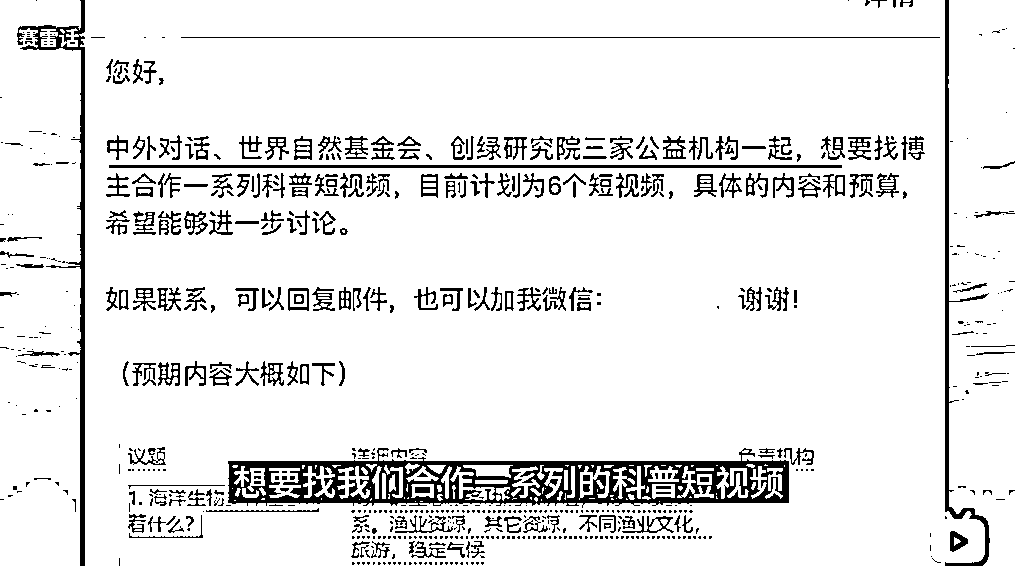 赛雷话
您好,
中外对话、世界自然基金会、创绿研究院三家公益机构一起，想要找博
主合作一系列科普短视频，目前计划为6个短视频，具体的内容和预算，
希望能够进一步讨论。
如果联系，可以回复邮件，也可以加我微信： 谢谢!
（预期内容大概如下）
议题 详细内容 负责机构
1. 海洋生物
着什么?
系。渔业资源，其它资源，不同渔业文化，
旅游，稳定气候
想要找我们合作一系列的科普短视频